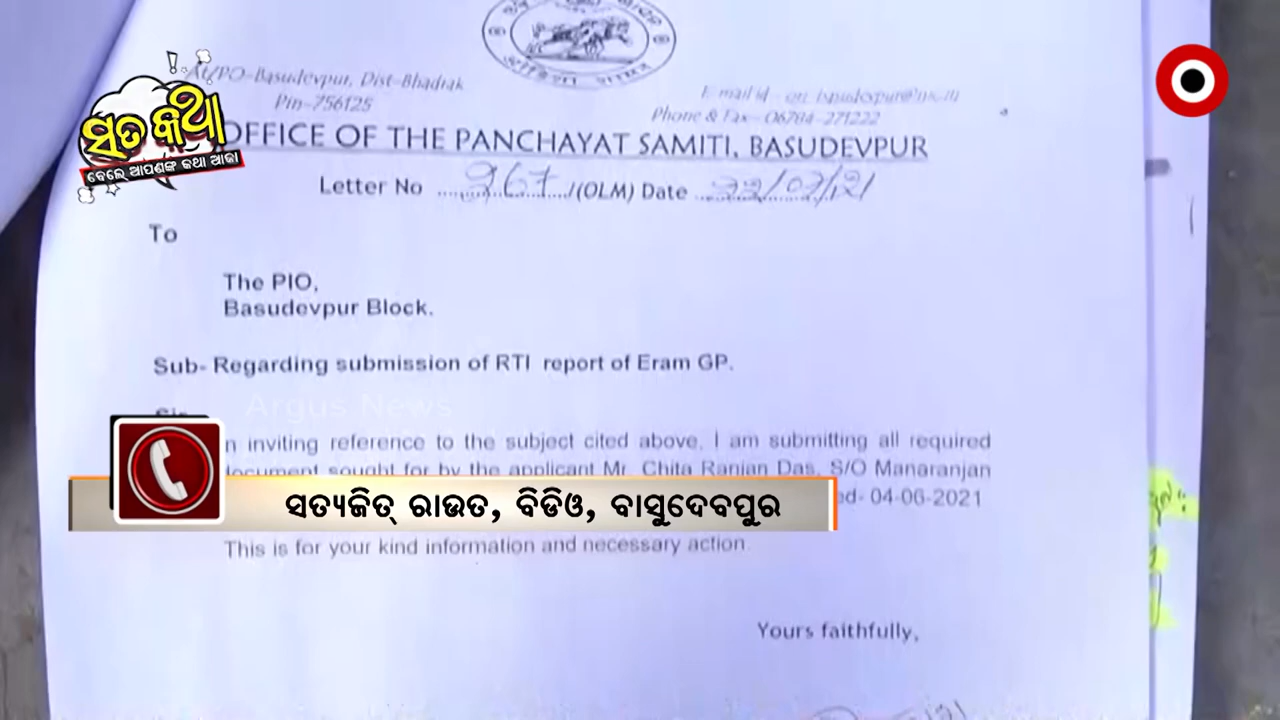 At/PO-Basudevpur, Dist-Bhadrak
Pin-756125
Phone & Fax-06784-271222
OFFICE OF THE PANCHAYAT SAMITI, BASUDEVPUR
Letter No 967 /(OLM) Date 22/07/21
To
The PIO,
Basudevpur Block.
Sub- Regarding submission of RTI report of Eram GP.
Argus News
n inviting reference to the subject cited above, I am submitting all required
document sought for by the applicant Mr. Chita Ranjan Das, S/O Manaranjan
ed- 04-06-2021
This is for your kind information and necessary action
Yours faithfully,
ସତ କଥା
ବେଲେ ଆପଣଙ୍କ କଥା ଆଜ୍ଞା
ସତ୍ୟଜିତ୍ ରାଉତ, ବିଡିଓ, ବାସୁଦେବପୁର